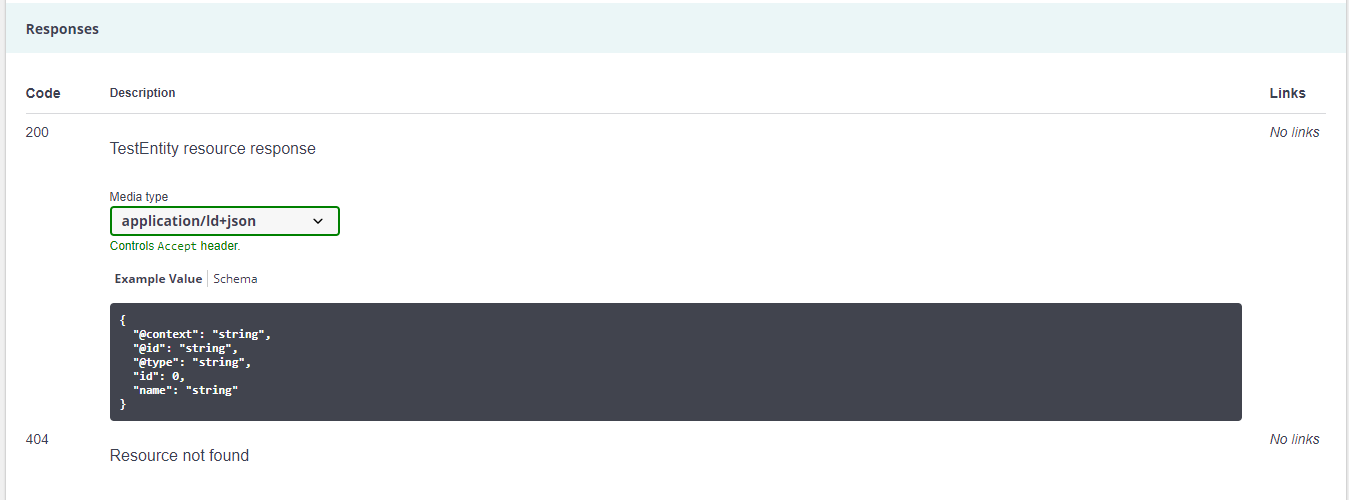 Responses
Code Description Links
200 No links
TestEntity resource response
Media type
application/ld+json
Controls Accept header.
Example Value Schema
{
  "@context": "string",
  "@id": "string",
  "@type": "string",
  "id": 0,
  "name": "string"
}
404 No links
Resource not found